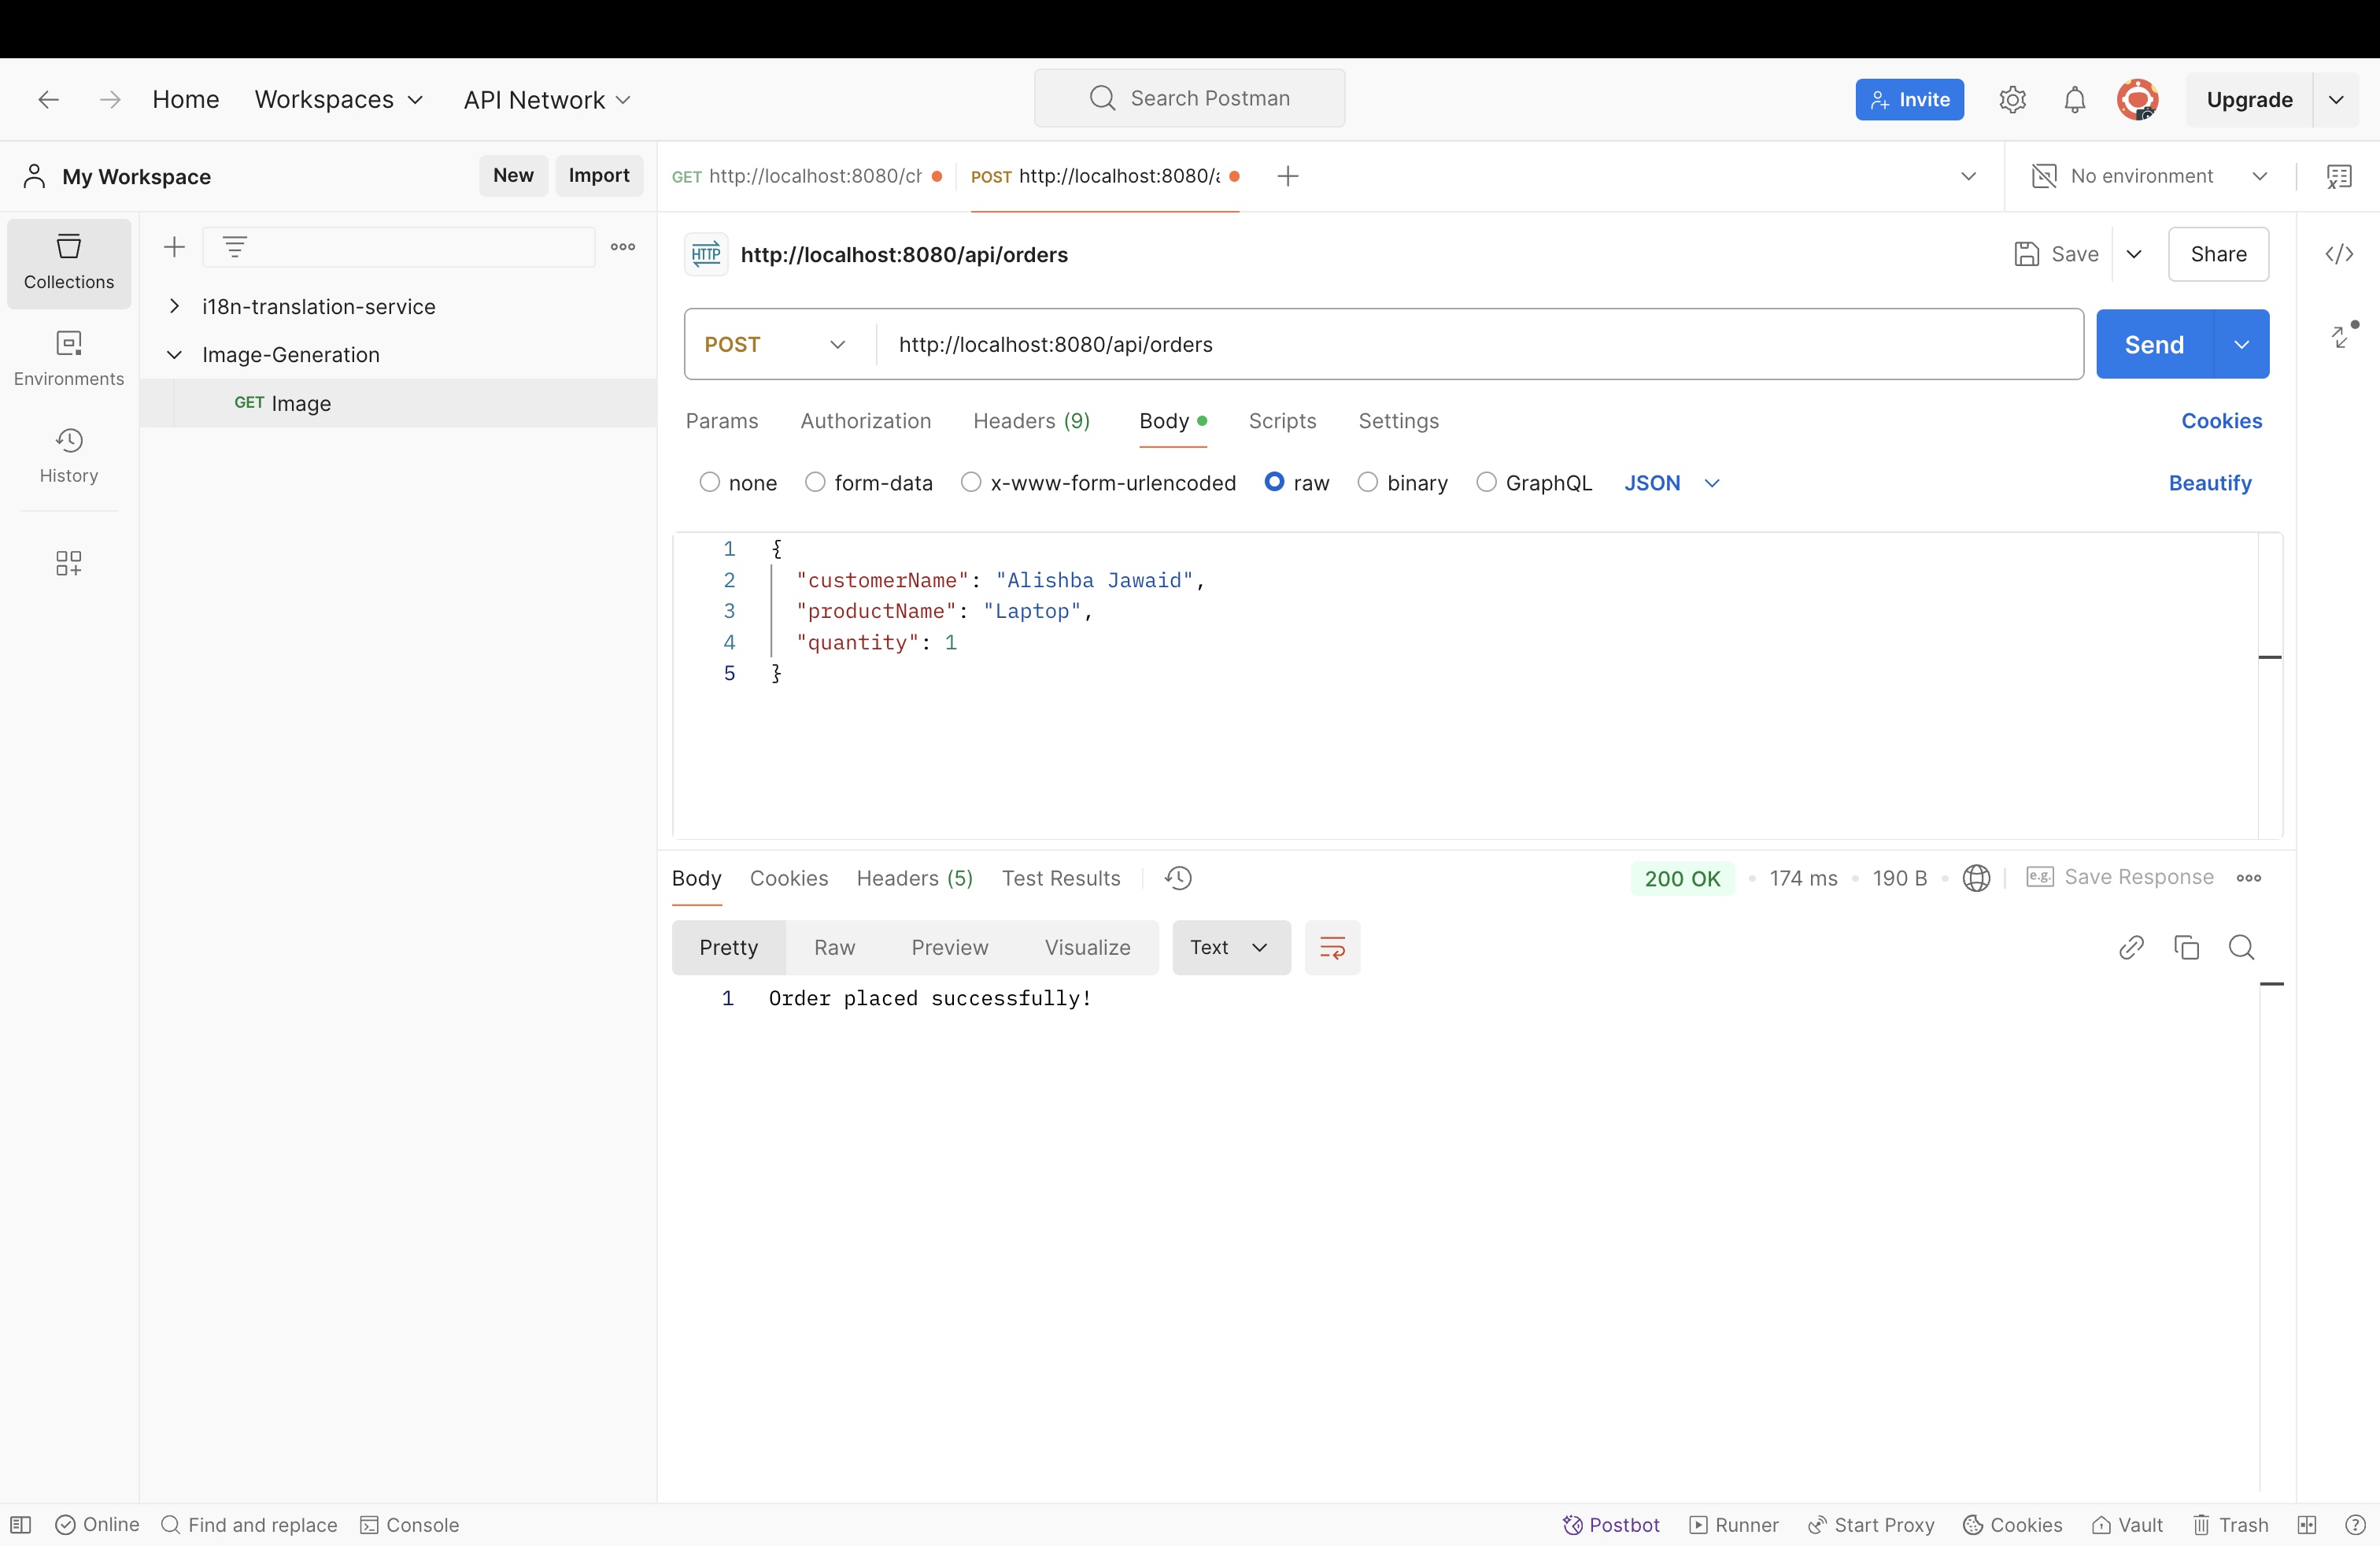 Home Workspaces API Network Search Postman Invite Upgrade
My Workspace New Import GET http://localhost:8080/ch POST http://localhost:8080/a No environment
Collections
Environments
History
i18n-translation-service
Image-Generation
GET Image
HTTP http://localhost:8080/api/orders Save Share
POST http://localhost:8080/api/orders Send
Params Authorization Headers (9) Body Scripts Settings Cookies
none form-data x-www-form-urlencoded raw binary GraphQL JSON Beautify
1 {
2 "customerName": "Alishba Jawaid",
3 "productName": "Laptop",
4 "quantity": 1
5 }
Body Cookies Headers (5) Test Results 200 OK 174 ms 190 B e.g. Save Response
Pretty Raw Preview Visualize Text
1 Order placed successfully!
Online Find and replace Console Postbot Runner Start Proxy Cookies Vault Trash